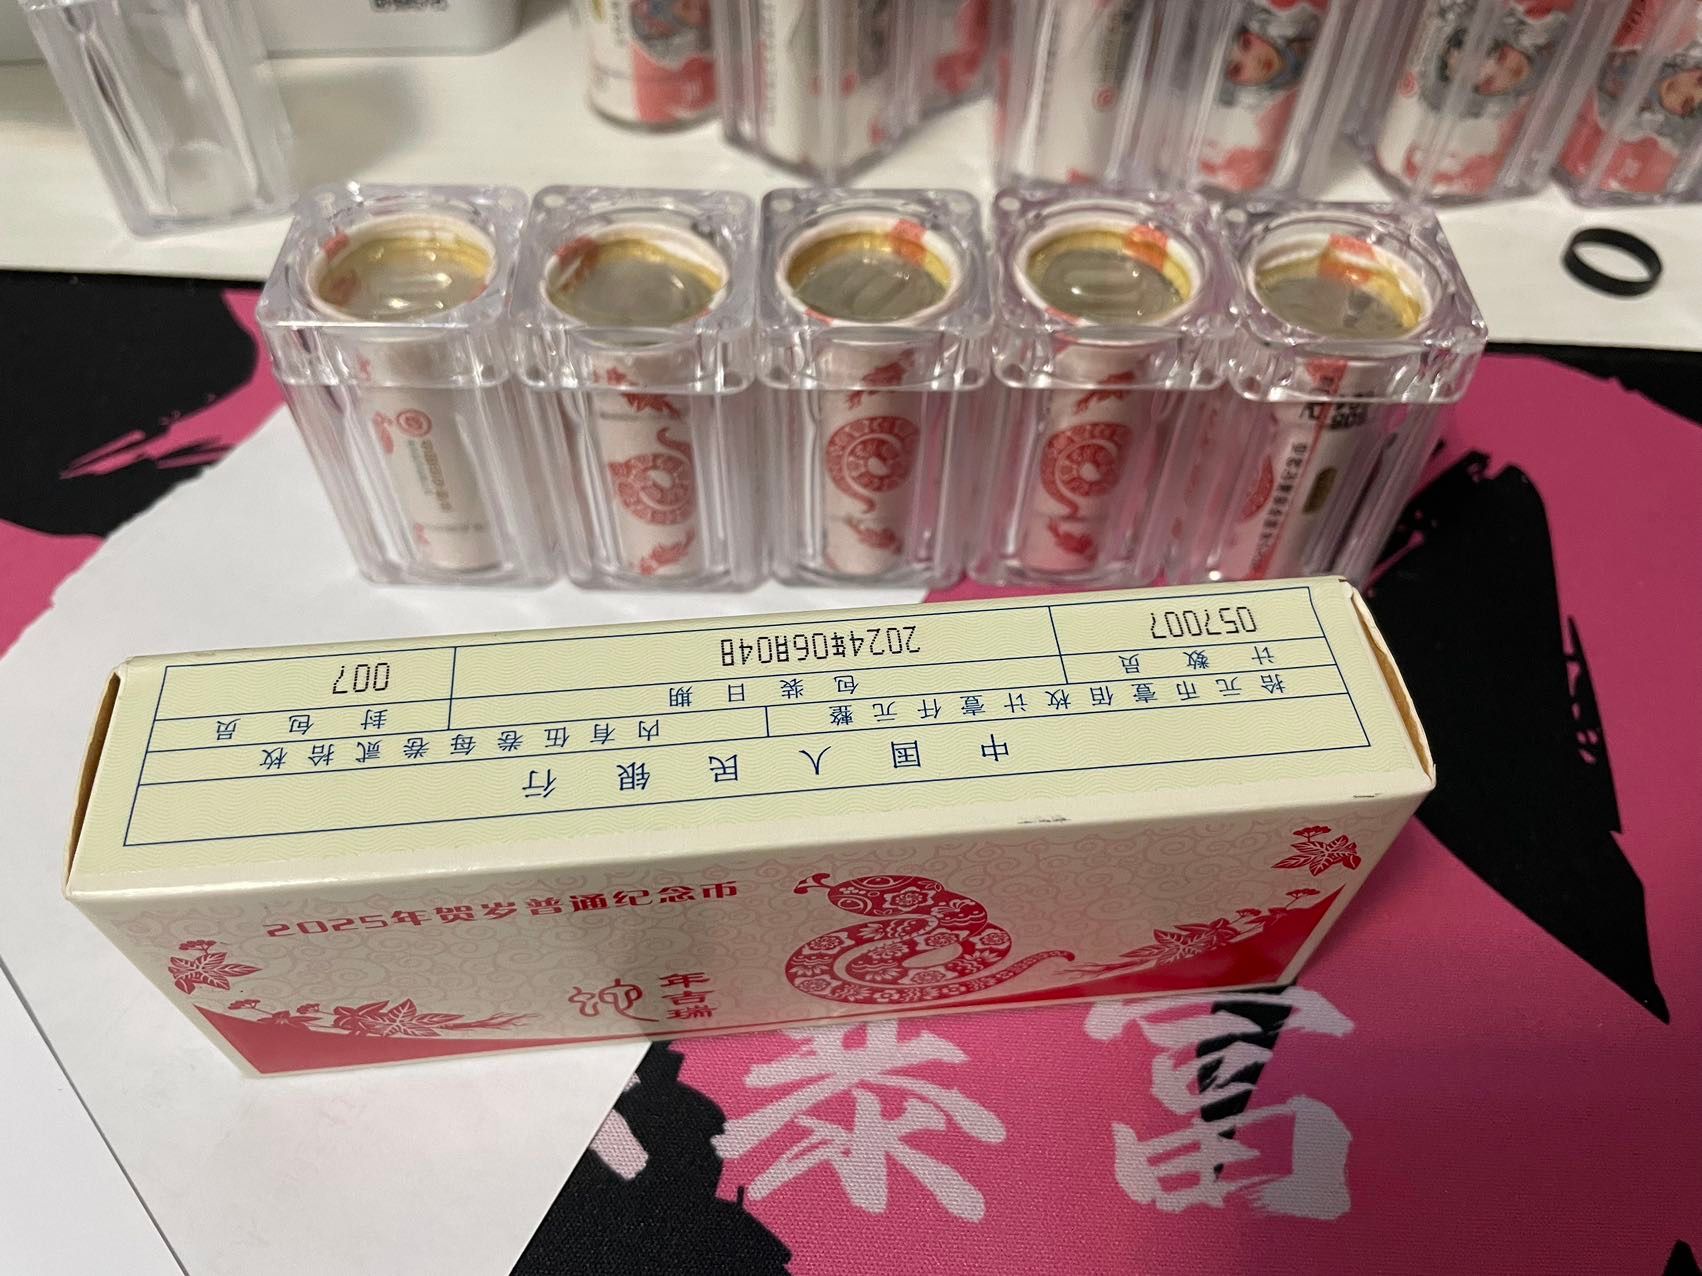 中国人民银行
拾元币壹佰枚计壹仟元整 内有伍卷每卷贰拾枚
计数员 包装日期 封包员
057007 2024年06月04日 007
2025年贺岁普通纪念币
蛇年吉瑞
富